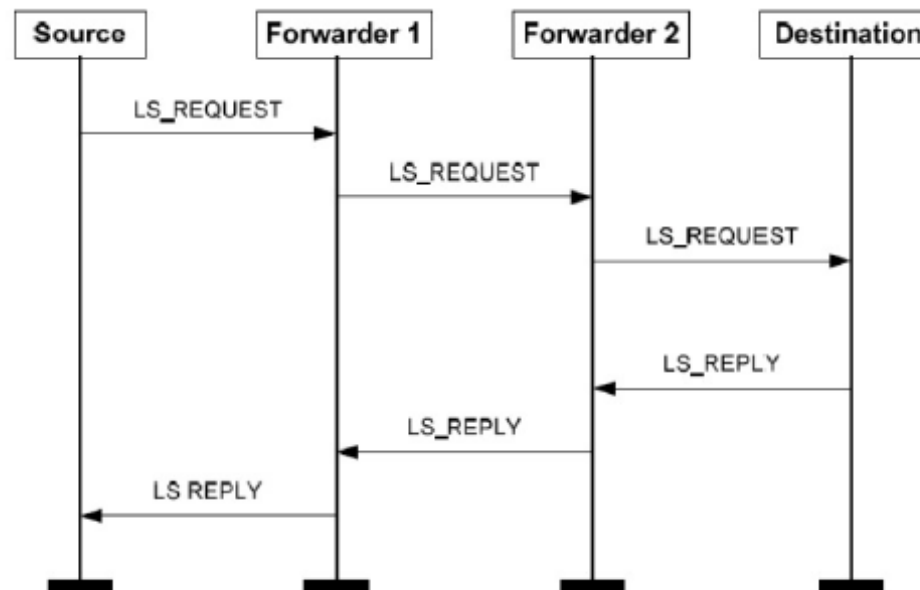 Source Forwarder 1 Forwarder 2 Destination
LS_REQUEST
LS_REQUEST
LS_REQUEST
LS_REPLY
LS_REPLY
LS REPLY